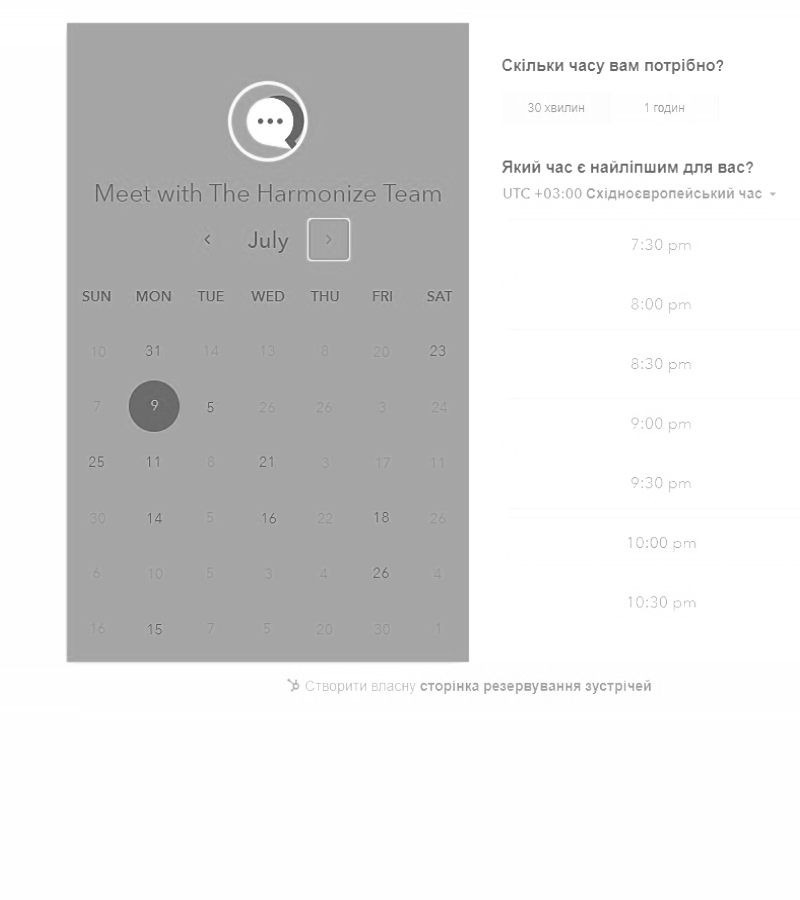 Meet with The Harmonize Team
July
SUN MON TUE WED THU FRI SAT
10 31 14 13 8 20 23
7 9 5 26 26 3 24
25 11 8 21 3 17 11
30 14 5 16 22 18 26
6 10 5 3 4 26 4
16 15 7 5 20 30 1
Скільки часу вам потрібно?
30 хвилин 1 годин
Який час є найліпшим для вас?
UTC +03:00 Східноєвропейський час
7:30 pm
8:00 pm
8:30 pm
9:00 pm
9:30 pm
10:00 pm
10:30 pm
Створити власну сторінка резервування зустрічей